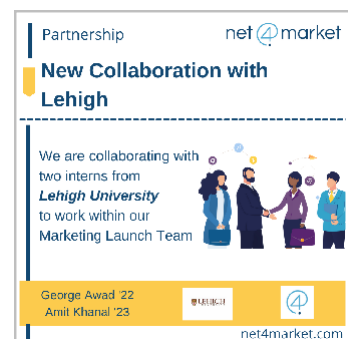 Partnership
net4market
New Collaboration with
Lehigh
We are collaborating with
two interns from
Lehigh University
to work within our
Marketing Launch Team
George Awad '22
Amit Khanal '23
LEHIGH
net4market.com